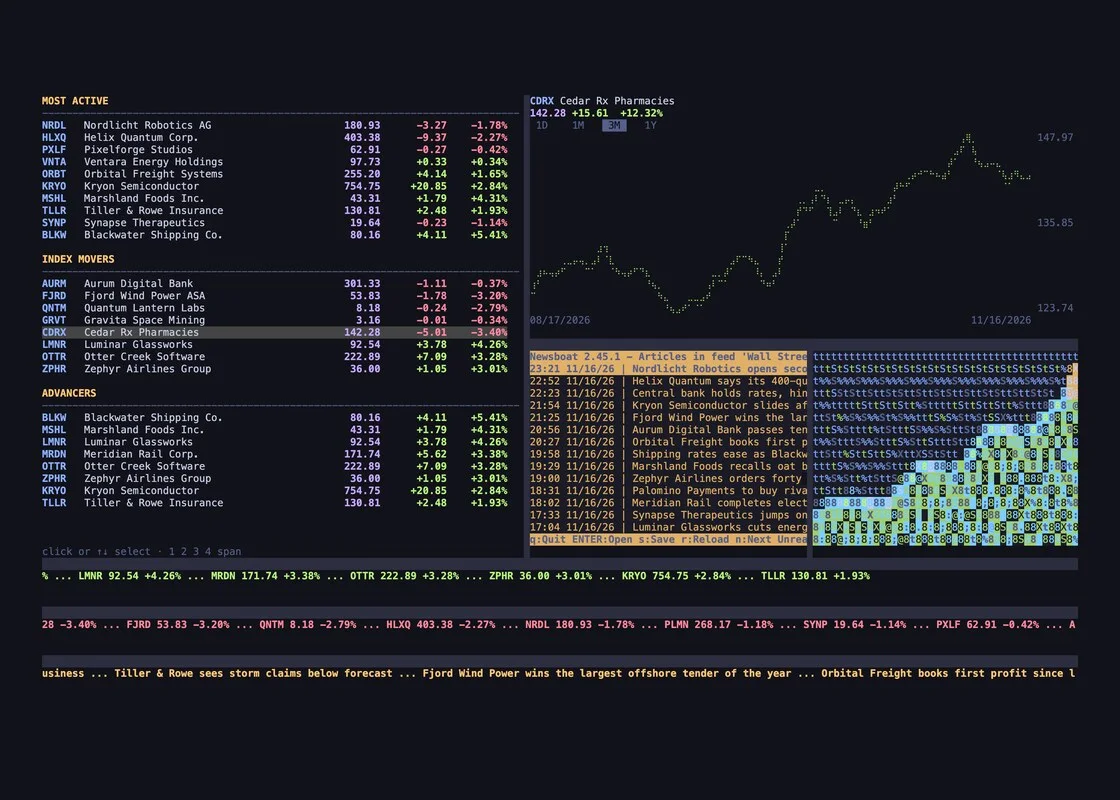 MOST ACTIVE
NRDL Nordlicht Robotics AG 180.93 −3.27 −1.78%
HLXQ Helix Quantum Corp. 403.38 −9.37 −2.27%
PXLF Pixelforge Studios 62.91 −0.27 −0.42%
VNTA Ventara Energy Holdings 97.73 +0.33 +0.34%
ORBT Orbital Freight Systems 255.20 +4.14 +1.65%
KRYO Kryon Semiconductor 754.75 +20.85 +2.84%
MSHL Marshland Foods Inc. 43.31 +1.79 +4.31%
TLLR Tiller & Rowe Insurance 130.81 +2.48 +1.93%
SYNP Synapse Therapeutics 19.64 −0.23 −1.14%
BLKW Blackwater Shipping Co. 80.16 +4.11 +5.41%
INDEX MOVERS
AURM Aurum Digital Bank 301.33 −1.11 −0.37%
FJRD Fjord Wind Power ASA 53.83 −1.78 −3.20%
QNTM Quantum Lantern Labs 8.18 −0.24 −2.79%
GRVT Gravita Space Mining 3.16 −0.01 −0.34%
CDRX Cedar Rx Pharmacies 142.28 −5.01 −3.40%
LMNR Luminar Glassworks 92.54 +3.78 +4.26%
OTTR Otter Creek Software 222.89 +7.09 +3.28%
ZPHR Zephyr Airlines Group 36.00 +1.05 +3.01%
ADVANCERS
BLKW Blackwater Shipping Co. 80.16 +4.11 +5.41%
MSHL Marshland Foods Inc. 43.31 +1.79 +4.31%
LMNR Luminar Glassworks 92.54 +3.78 +4.26%
MRDN Meridian Rail Corp. 171.74 +5.62 +3.38%
OTTR Otter Creek Software 222.89 +7.09 +3.28%
ZPHR Zephyr Airlines Group 36.00 +1.05 +3.01%
KRYO Kryon Semiconductor 754.75 +20.85 +2.84%
TLLR Tiller & Rowe Insurance 130.81 +2.48 +1.93%
click or ↑↓ select · 1 2 3 4 span
CDRX Cedar Rx Pharmacies
142.28 +15.61 +12.32%
1D 1M 3M 1Y
147.97
135.85
123.74
08/17/2026 11/16/2026
Newsboat 2.45.1 − Articles in feed 'Wall Stree
23:21 11/16/26 | Nordlicht Robotics opens seco
22:52 11/16/26 | Helix Quantum says its 400−qu
22:23 11/16/26 | Central bank holds rates, hin
21:54 11/16/26 | Kryon Semiconductor slides af
21:25 11/16/26 | Fjord Wind Power wins the lar
20:56 11/16/26 | Aurum Digital Bank passes ten
20:27 11/16/26 | Orbital Freight books first p
19:58 11/16/26 | Shipping rates ease as Blackw
19:29 11/16/26 | Marshland Foods recalls oat b
19:00 11/16/26 | Zephyr Airlines orders forty
18:31 11/16/26 | Palomino Payments to buy riva
18:02 11/16/26 | Meridian Rail completes elect
17:33 11/16/26 | Synapse Therapeutics jumps on
17:04 11/16/26 | Luminar Glassworks cuts energ
q:Quit ENTER:Open s:Save r:Reload n:Next Unrea
% ... LMNR 92.54 +4.26% ... MRDN 171.74 +3.38% ... OTTR 222.89 +3.28% ... ZPHR 36.00 +3.01% ... KRYO 754.75 +2.84% ... TLLR 130.81 +1.93%
28 −3.40% ... FJRD 53.83 −3.20% ... QNTM 8.18 −2.79% ... HLXQ 403.38 −2.27% ... NRDL 180.93 −1.78% ... PLMN 268.17 −1.18% ... SYNP 19.64 −1.14% ... PXLF 62.91 −0.42% ... A
usiness ... Tiller & Rowe sees storm claims below forecast ... Fjord Wind Power wins the largest offshore tender of the year ... Orbital Freight books first profit since l